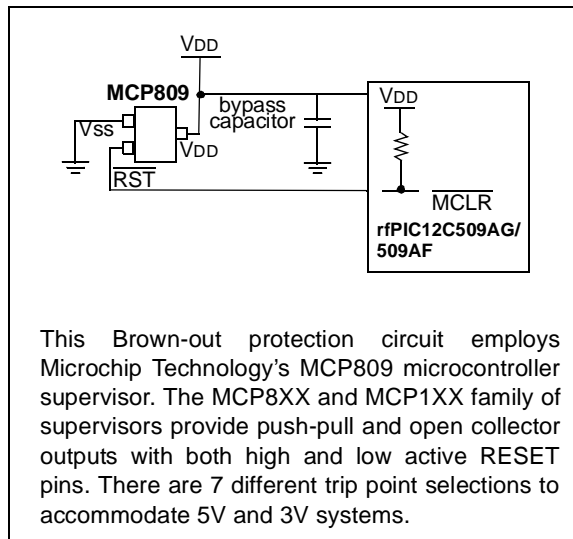 VDD
MCP809
bypass
capacitor
VDD
Vss
VDD
RST
MCLR
rfPIC12C509AG/
509AF
This Brown-out protection circuit employs
Microchip Technology's MCP809 microcontroller
supervisor. The MCP8XX and MCP1XX family of
supervisors provide push-pull and open collector
outputs with both high and low active RESET
pins. There are 7 different trip point selections to
accommodate 5V and 3V systems.